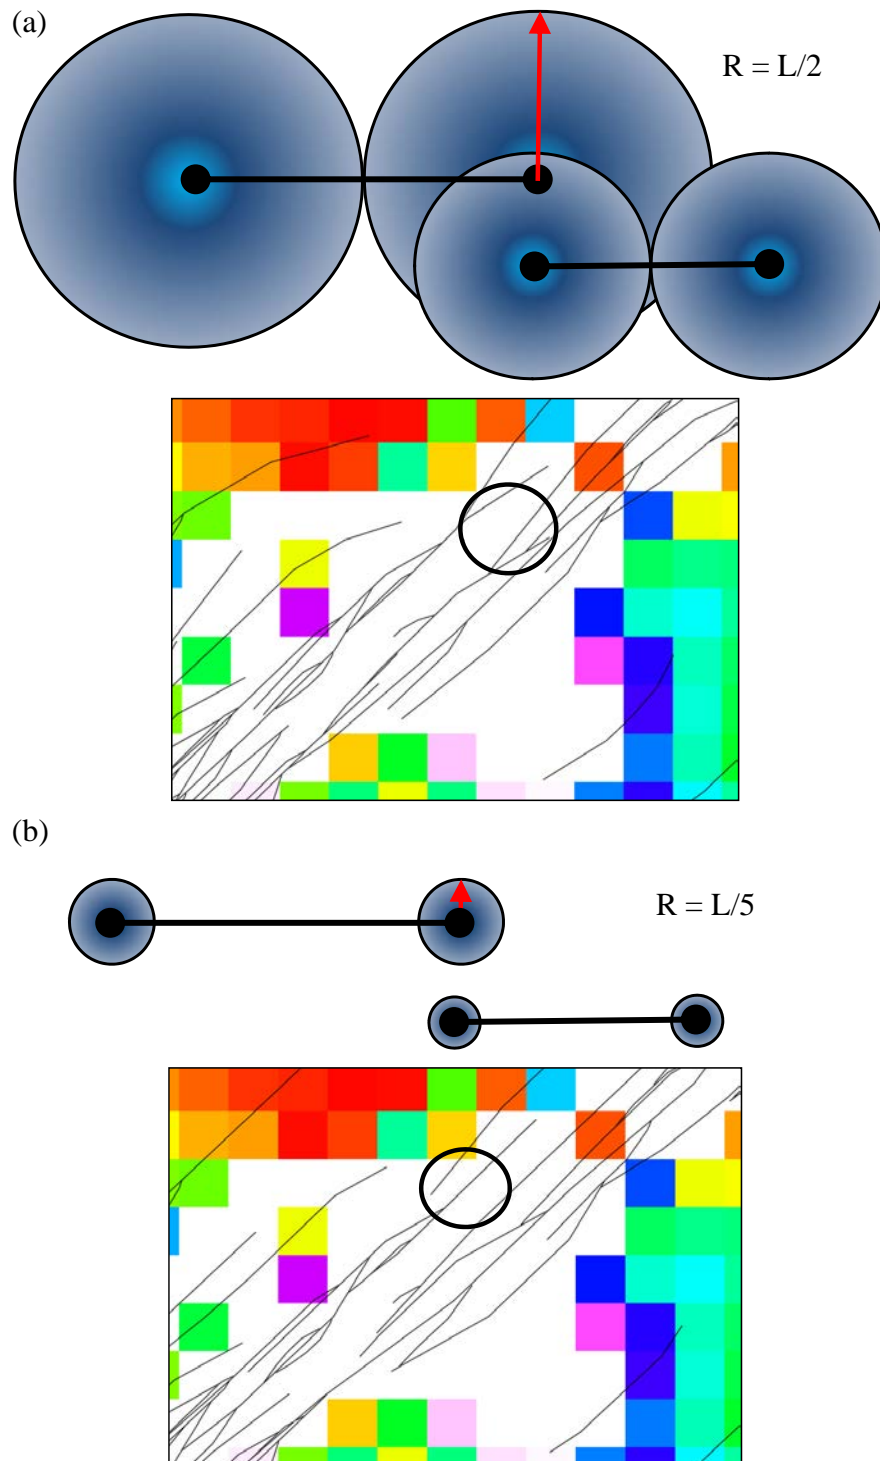 (a)
R = L/2
(b)
R = L/5